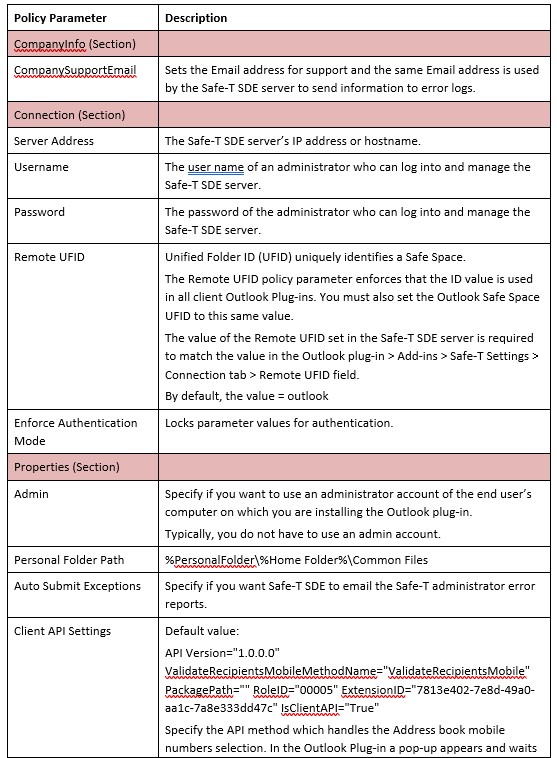 Policy Parameter Description
CompanyInfo (Section)
CompanySupportEmail Sets the Email address for support and the same Email address is used
by the Safe-T SDE server to send information to error logs.
Connection (Section)
Server Address The Safe-T SDE server's IP address or hostname.
Username The user name of an administrator who can log into and manage the
Safe-T SDE server.
Password The password of the administrator who can log into and manage the
Safe-T SDE server.
Remote UFID Unified Folder ID (UFID) uniquely identifies a Safe Space.
The Remote UFID policy parameter enforces that the ID value is used
in all client Outlook Plug-ins. You must also set the Outlook Safe Space
UFID to this same value.
The value of the Remote UFID set in the Safe-T SDE server is required
to match the value in the Outlook plug-in > Add-ins > Safe-T Settings >
Connection tab > Remote UFID field.
By default, the value = outlook
Enforce Authentication Locks parameter values for authentication.
Mode
Properties (Section)
Admin Specify if you want to use an administrator account of the end user's
computer on which you are installing the Outlook plug-in.
Typically, you do not have to use an admin account.
Personal Folder Path %PersonalFolder\%Home Folder%\Common Files
Auto Submit Exceptions Specify if you want Safe-T SDE to email the Safe-T administrator error
reports.
Client API Settings Default value:
API Version="1.0.0.0"
ValidateRecipientsMobileMethodName="ValidateRecipientsMobile"
PackagePath="" RoleID="00005" ExtensionID="7813e402-7e8d-49a0-
aa1c-7a8e333dd47c" IsClientAPI="True"
Specify the API method which handles the Address book mobile
numbers selection. In the Outlook Plug-in a pop-up appears and waits